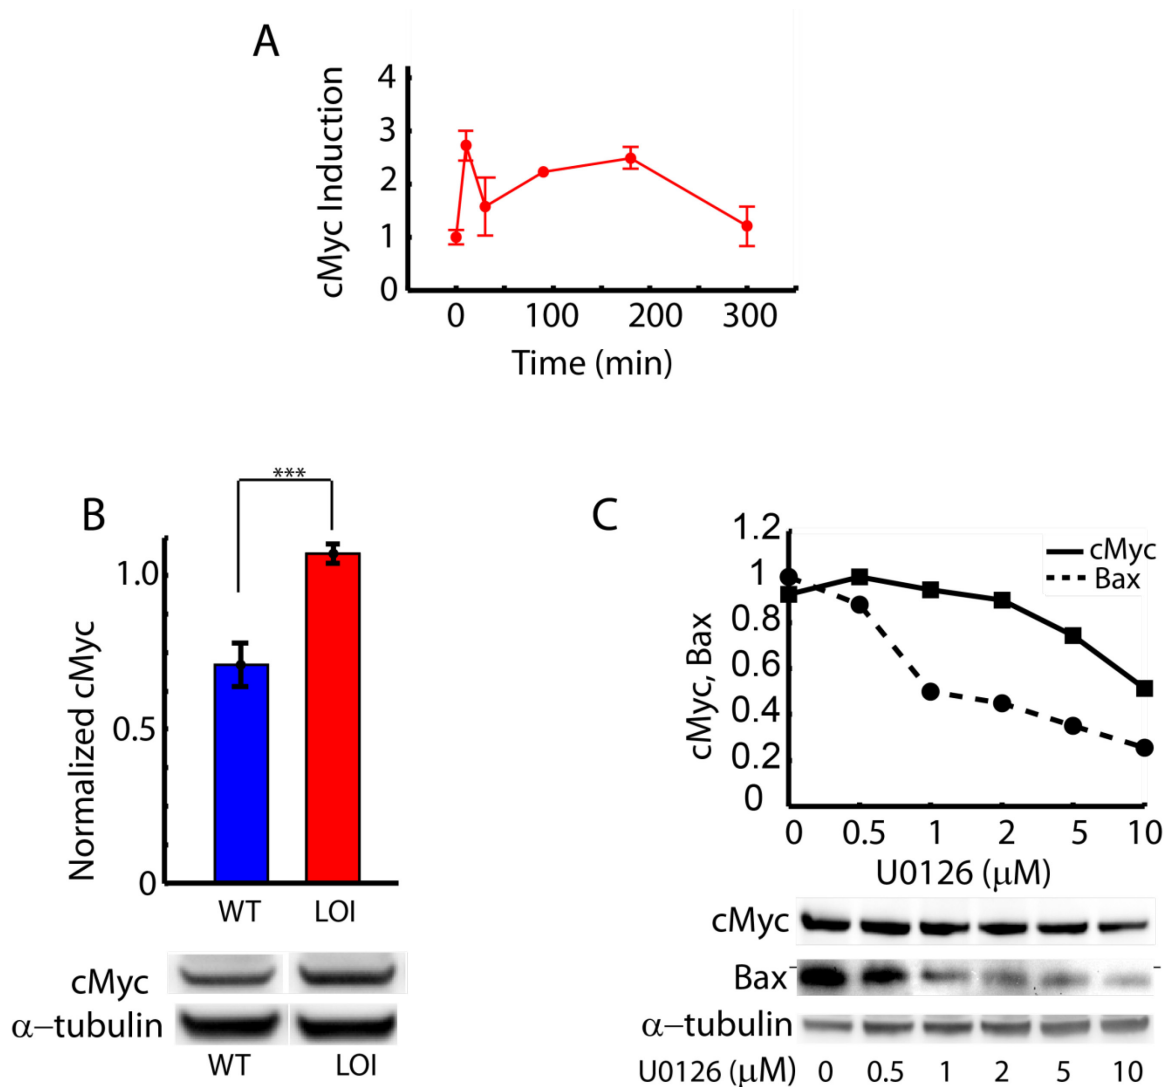 A
cMyc Induction
4
3
2
1
0
0 100 200 300
Time (min)
B
***
Normalized cMyc
1.0
0.5
0
WT LOI
cMyc
α–tubulin
WT LOI
C
cMyc, Bax
1.2
1
0.8
0.6
0.4
0.2
0
cMyc
Bax
0 0.5 1 2 5 10
U0126 (μM)
cMyc
Bax
α–tubulin
U0126 (μM) 0 0.5 1 2 5 10